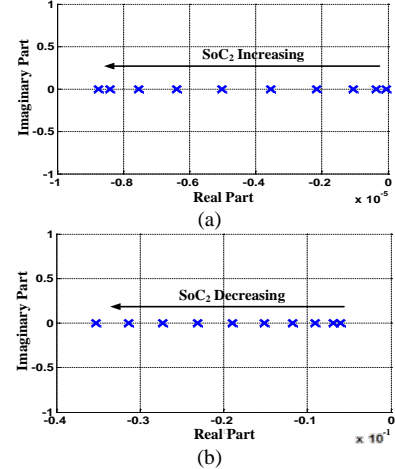 1
0.5
SoC2 Increasing
0
-0.5
-1
Imaginary Part
-1
-0.8
-0.6
-0.4
-0.2
0
Real Part
x 10-5
(a)
1
0.5
SoC2 Decreasing
0
-0.5
-1
Imaginary Part
-0.4
-0.3
-0.2
-0.1
0
Real Part
x 10-1
(b)